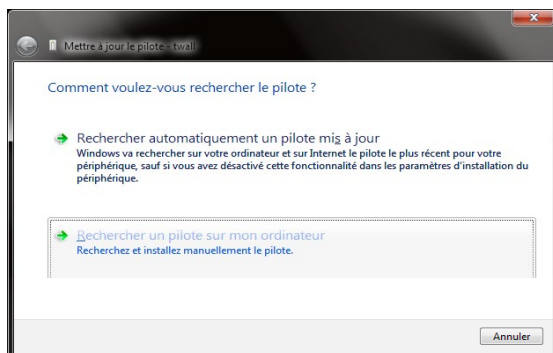 Mettre à jour le pilote - twall
Comment voulez-vous rechercher le pilote ?
Rechercher automatiquement un pilote mis à jour
Windows va rechercher sur votre ordinateur et sur Internet le pilote le plus récent pour votre
périphérique, sauf si vous avez désactivé cette fonctionnalité dans les paramètres d'installation du
périphérique.
Rechercher un pilote sur mon ordinateur
Recherchez et installez manuellement le pilote.
Annuler